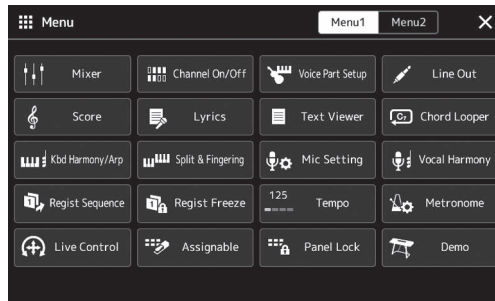 Menu
Menu1 Menu2
Mixer Channel On/Off Voice Part Setup Line Out
Score Lyrics Text Viewer Chord Looper
Kbd Harmony/Arp Split & Fingering Mic Setting Vocal Harmony
Regist Sequence Regist Freeze 125 Tempo Metronome
Live Control Assignable Panel Lock Demo